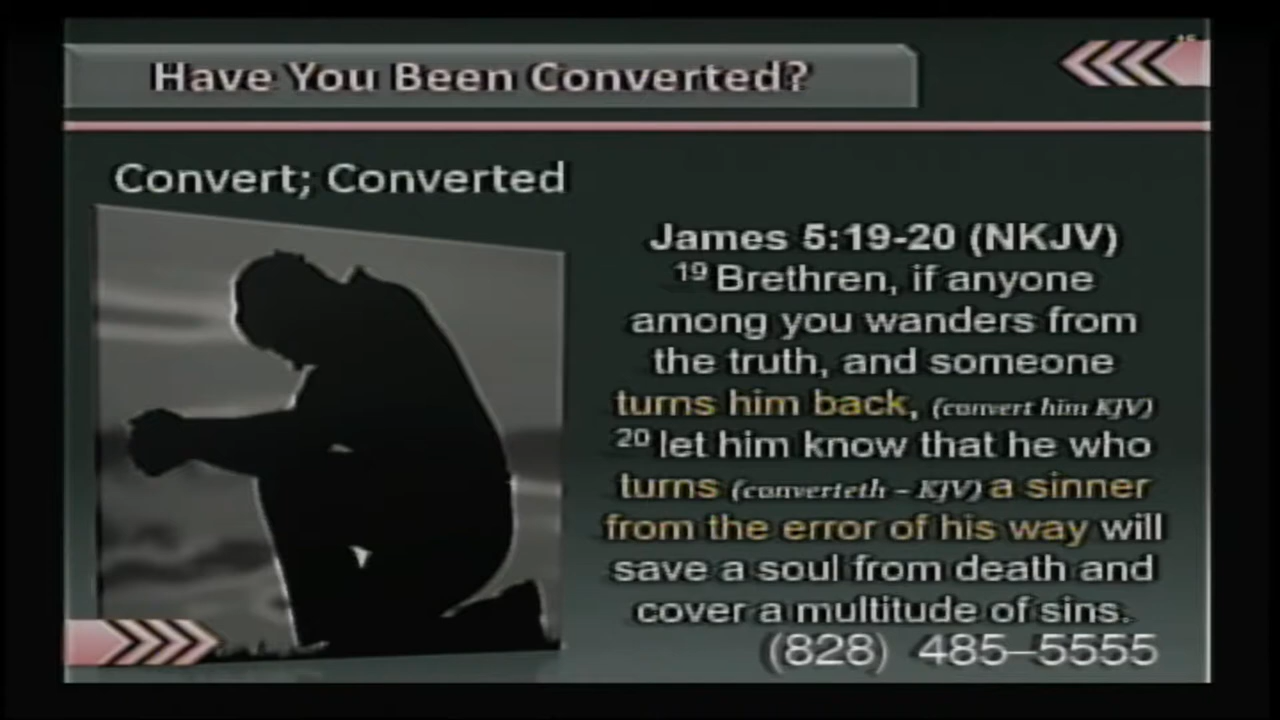 Have You Been Converted?
Convert; Converted
James 5:19-20 (NKJV)
19 Brethren, if anyone
among you wanders from
the truth, and someone
turns him back, (convert him KJV)
20 let him know that he who
turns (converteth – KJV) a sinner
from the error of his way will
save a soul from death and
cover a multitude of sins.
(828) 485–5555